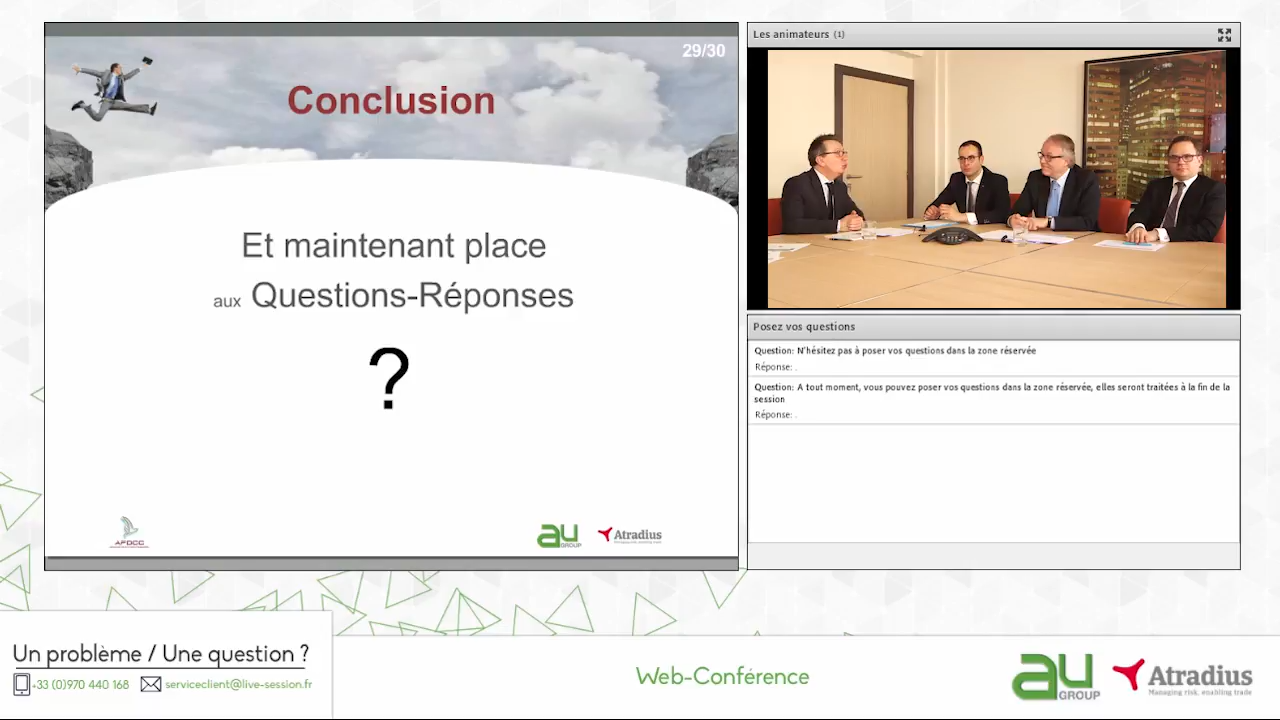 29/30
Conclusion
Et maintenant place
aux Questions-Réponses
?
AFDCC
au
GROUP
Atradius
Les animateurs (1)
Posez vos questions
Question: N'hésitez pas à poser vos questions dans la zone réservée
Réponse: .
Question: A tout moment, vous pouvez poser vos questions dans la zone réservée, elles seront traitées à la fin de la
session
Réponse: .
Un problème / Une question ?
+33 (0)970 440 168 serviceclient@live-session.fr
Web-Conférence
au
GROUP
Atradius
Managing risk, enabling trade